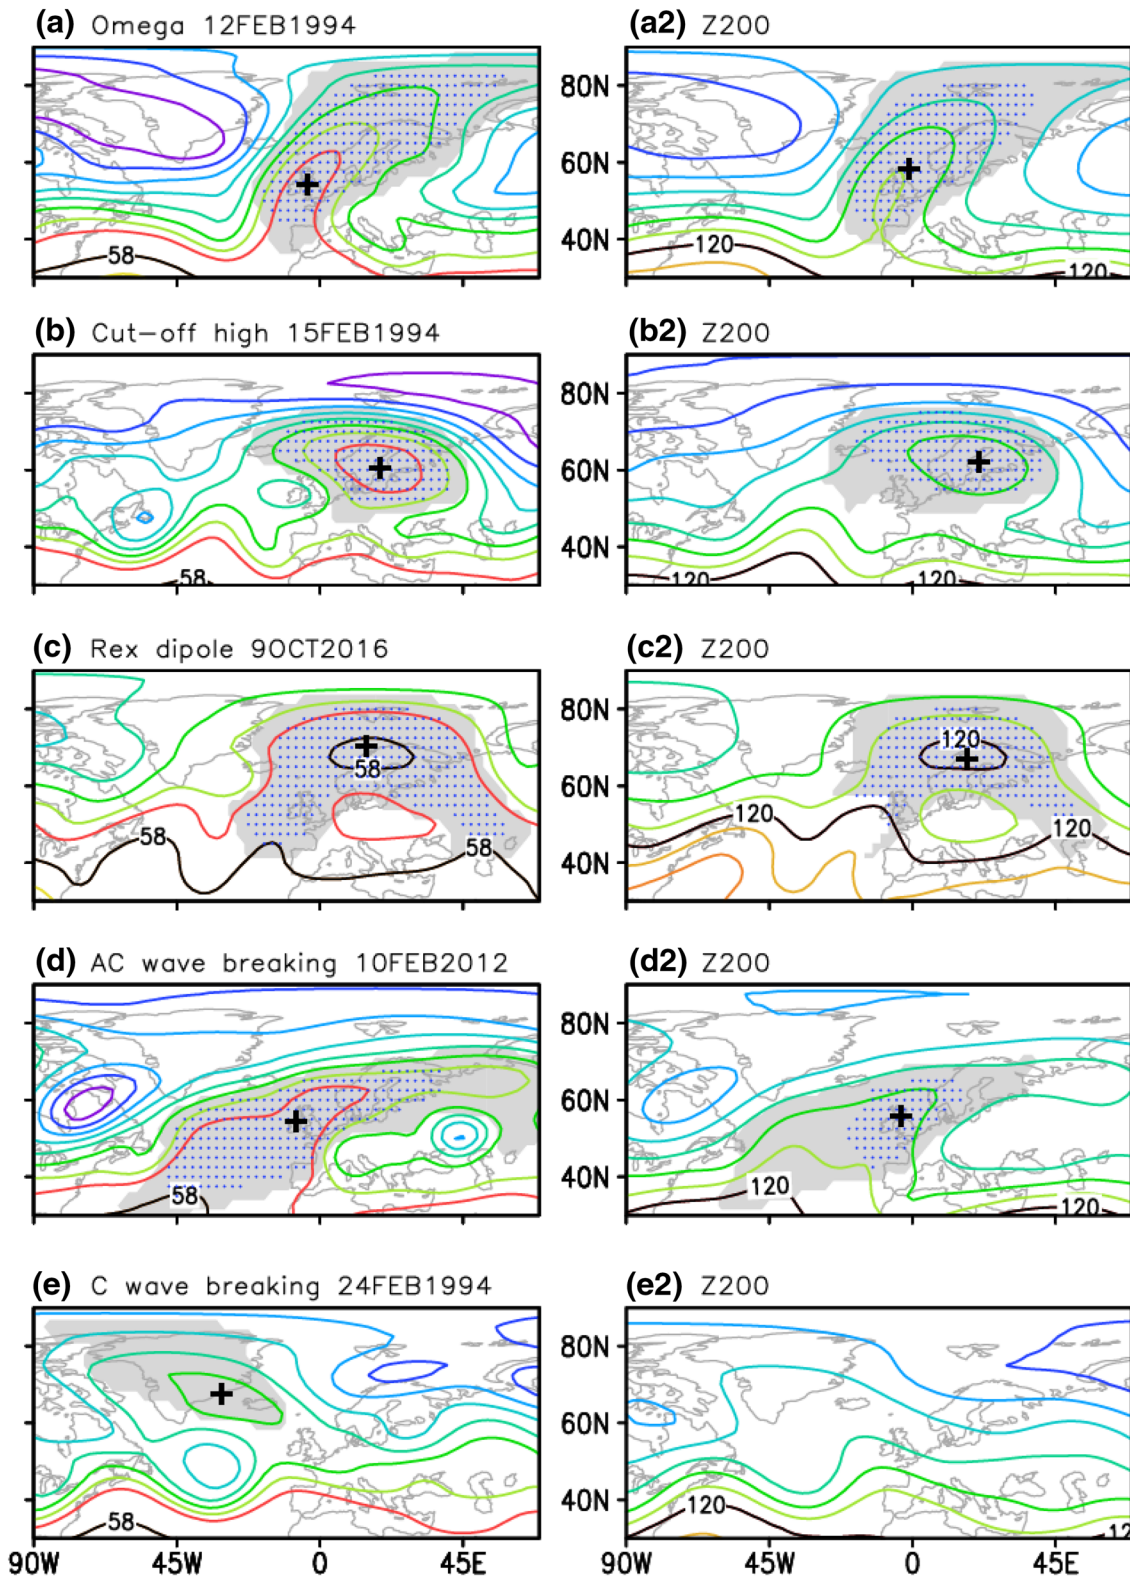 (a) Omega 12FEB1994
(a2) Z200
80N
60N
40N
58
120
120
(b) Cut-off high 15FEB1994
(b2) Z200
80N
60N
40N
58
120
120
(c) Rex dipole 9OCT2016
(c2) Z200
80N
60N
40N
58
58
58
120
120
120
(d) AC wave breaking 10FEB2012
(d2) Z200
80N
60N
40N
58
120
120
(e) C wave breaking 24FEB1994
(e2) Z200
80N
60N
40N
58
120
12
90W 45W 0 45E
90W 45W 0 45E